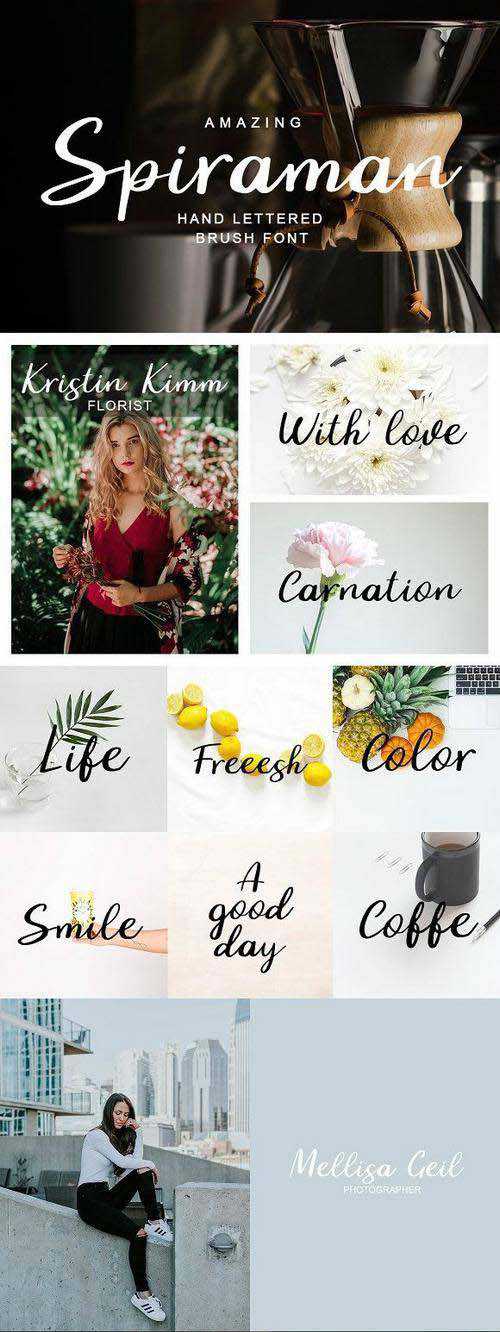 AMAZING
Spiraman
HAND LETTERED
BRUSH FONT
Kristin Kimm
FLORIST
With love
Carnation
Life
Freeesh
Color
Smile
A
good
day
Coffe
Mellisa Geil
PHOTOGRAPHER